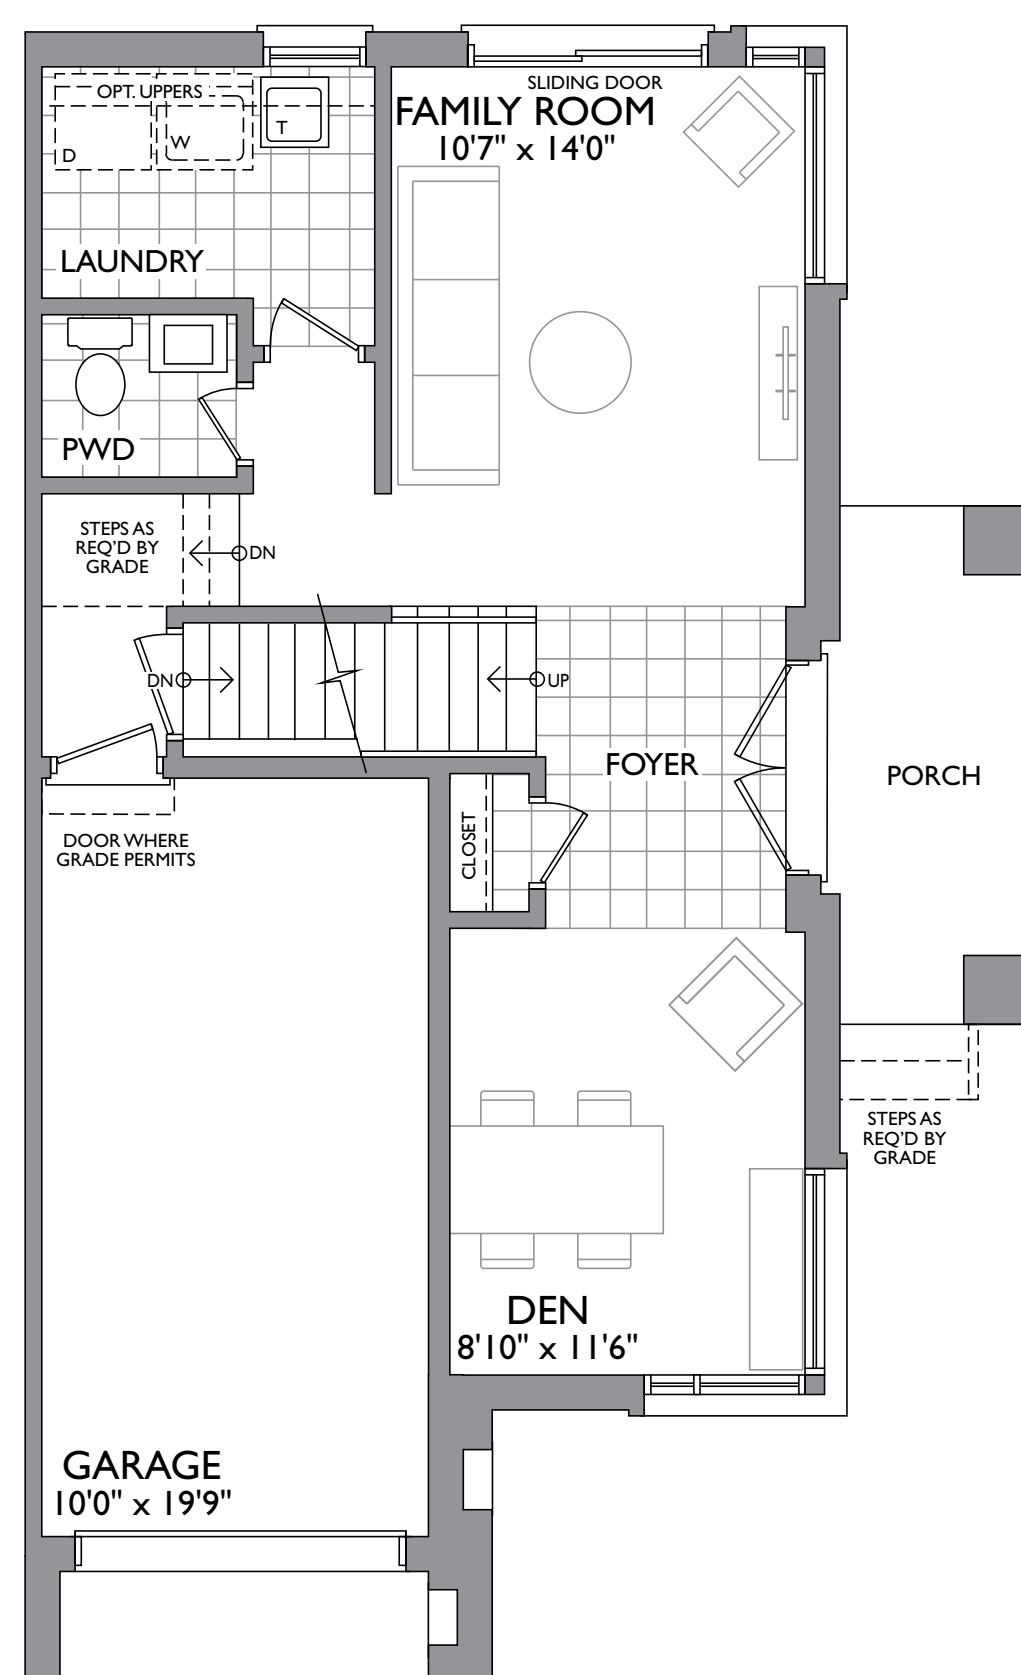 SLIDING DOOR
OPT. UPPERS
FAMILY ROOM
10'7" x 14'0"
T
W
D
LAUNDRY
PWD
STEPS AS
REQ'D BY
GRADE
DN
DN
UP
FOYER
PORCH
CLOSET
DOOR WHERE
GRADE PERMITS
STEPS AS
REQ'D BY
GRADE
DEN
8'10" x 11'6"
GARAGE
10'0" x 19'9"